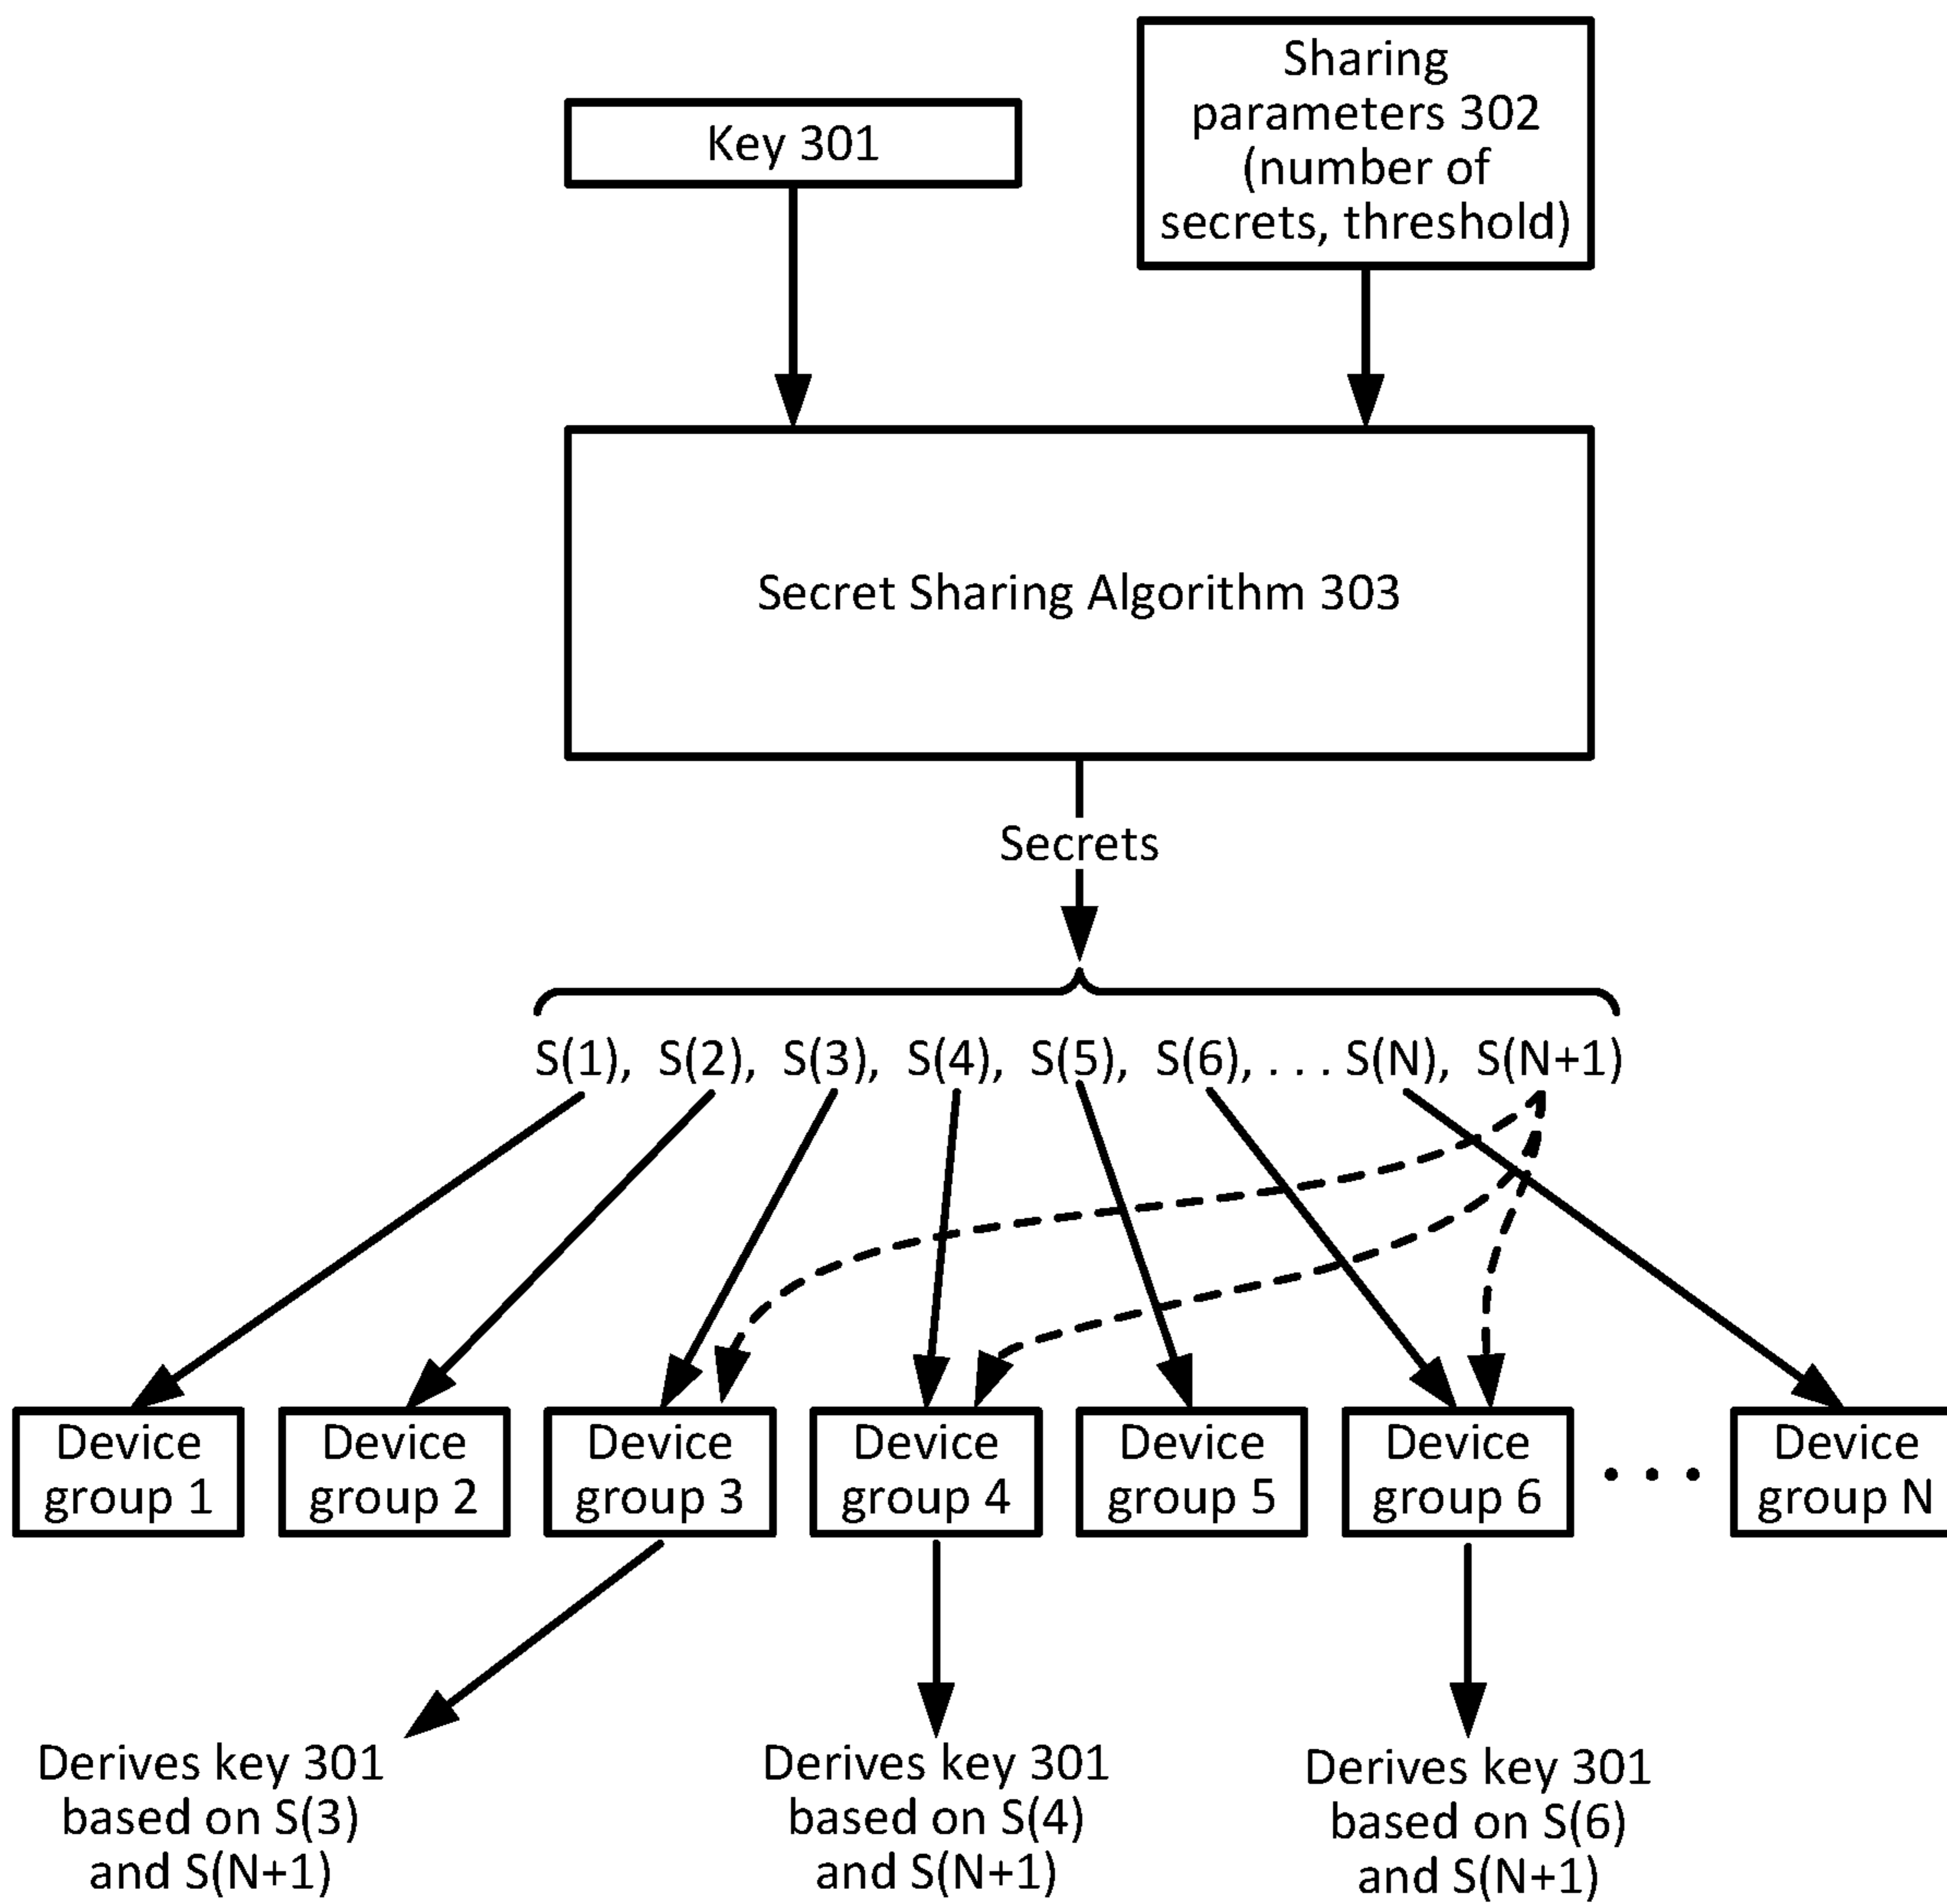 Key 301
Sharing
parameters 302
(number of
secrets, threshold)
Secret Sharing Algorithm 303
Secrets
S(1), S(2), S(3), S(4), S(5), S(6), . . . S(N), S(N+1)
Device
group 1
Device
group 2
Device
group 3
Device
group 4
Device
group 5
Device
group 6
Device
group N
Derives key 301
based on S(3)
and S(N+1)
Derives key 301
based on S(4)
and S(N+1)
Derives key 301
based on S(6)
and S(N+1)